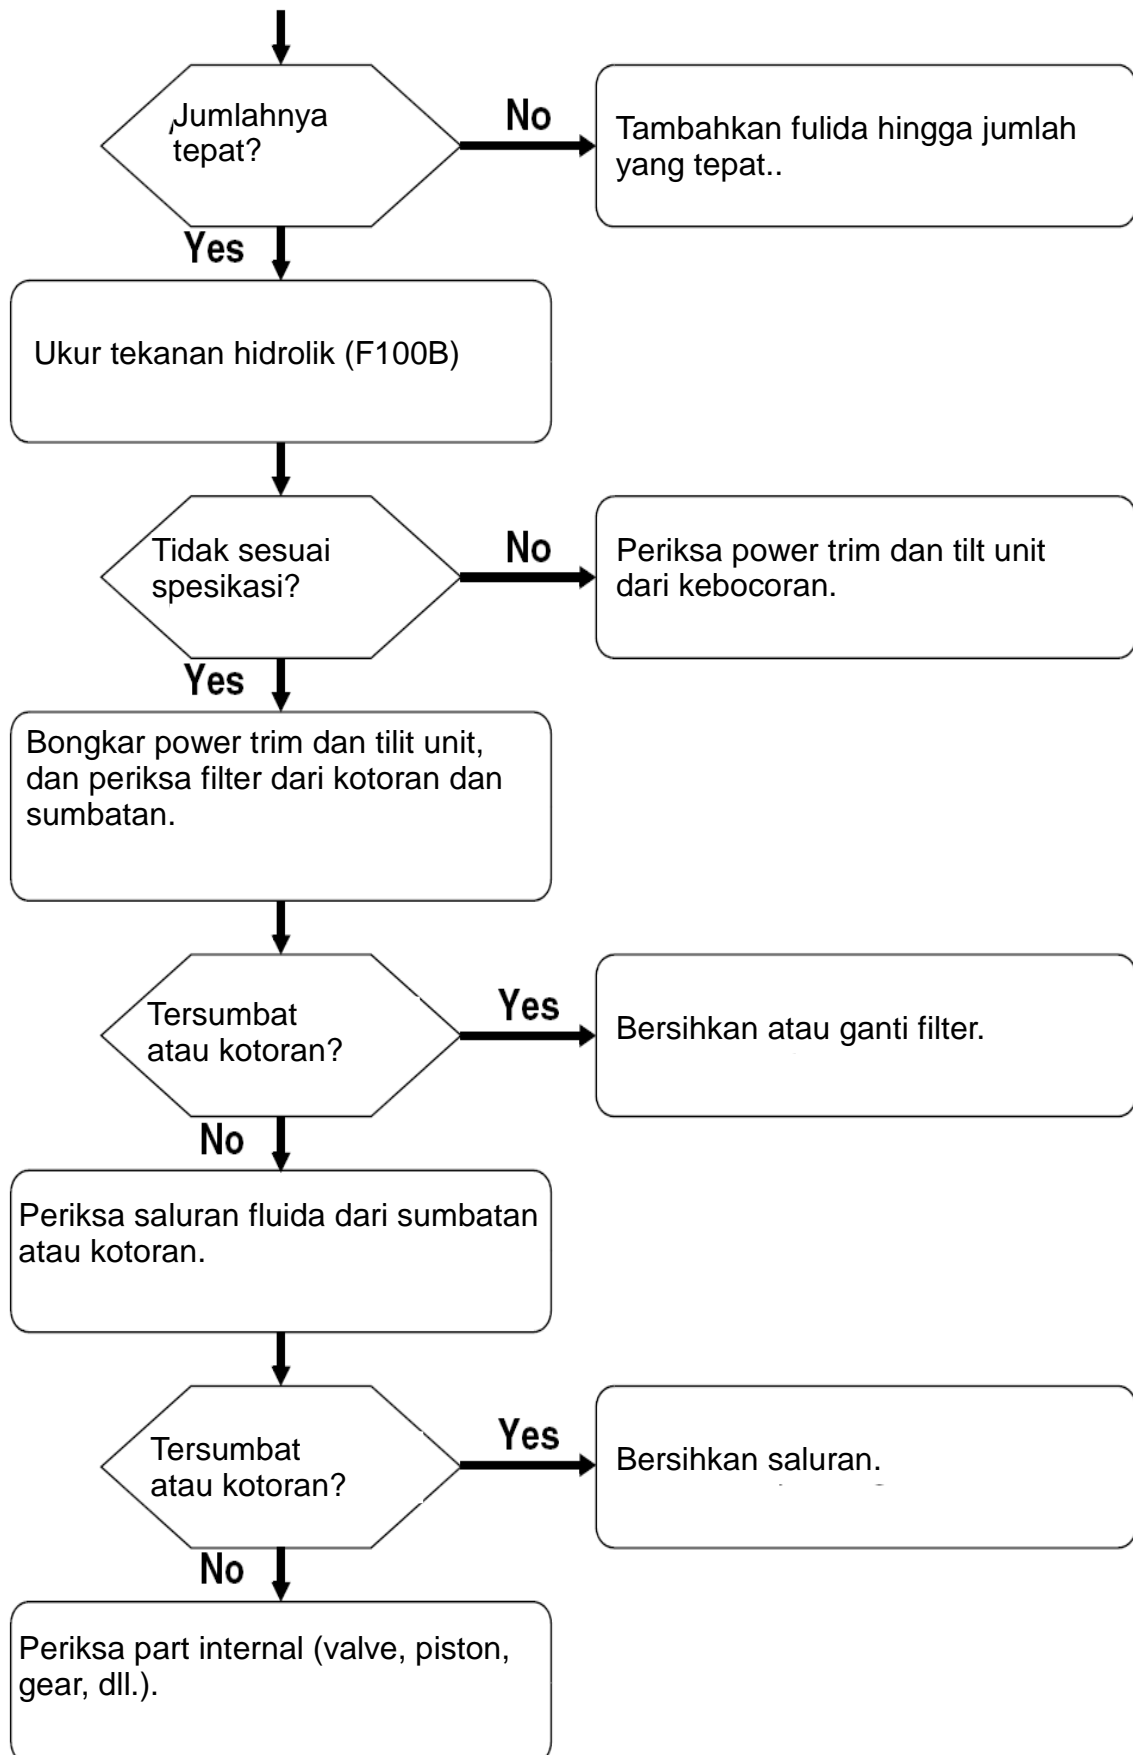 Jumlahnya
tepat?
No
Tambahkan fulida hingga jumlah
yang tepat..
Yes
Ukur tekanan hidrolik (F100B)
Tidak sesuai
spesikasi?
No
Periksa power trim dan tilt unit
dari kebocoran.
Yes
Bongkar power trim dan tilit unit,
dan periksa filter dari kotoran dan
sumbatan.
Tersumbat
atau kotoran?
Yes
Bersihkan atau ganti filter.
No
Periksa saluran fluida dari sumbatan
atau kotoran.
Tersumbat
atau kotoran?
Yes
Bersihkan saluran.
No
Periksa part internal (valve, piston,
gear, dll.).